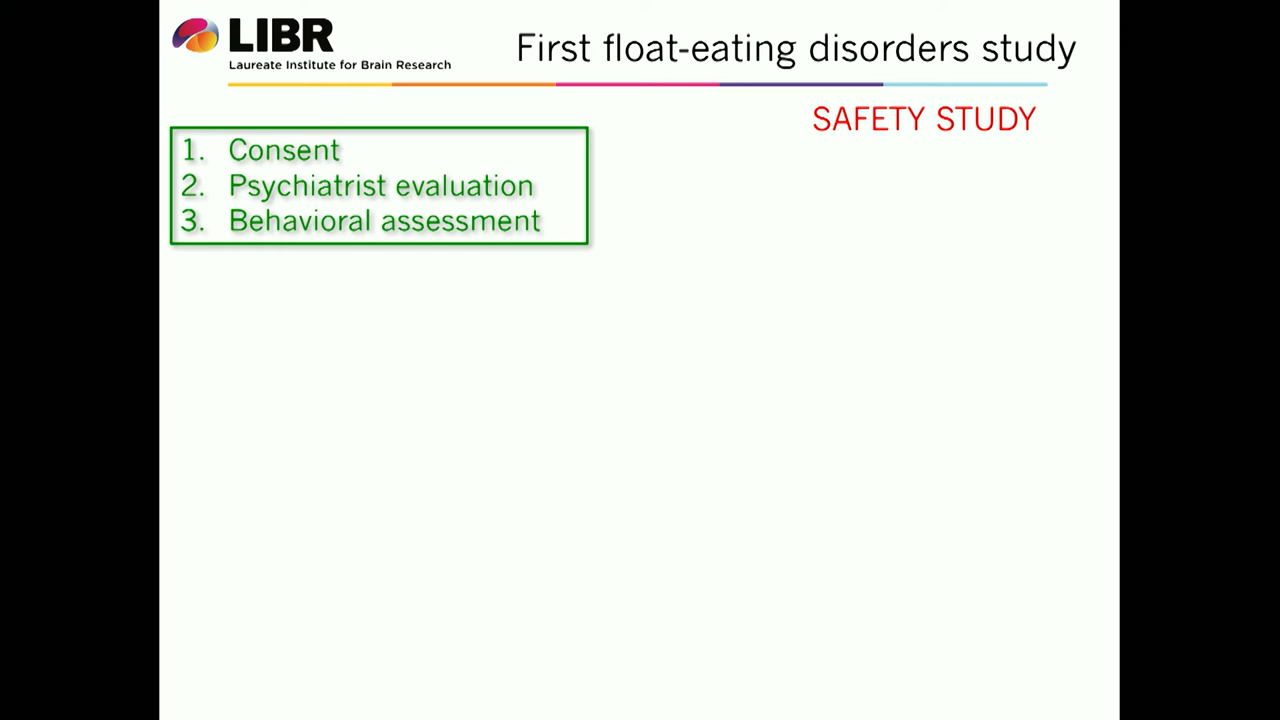 LIBR
Laureate Institute for Brain Research
First float-eating disorders study
SAFETY STUDY
1. Consent
2. Psychiatrist evaluation
3. Behavioral assessment